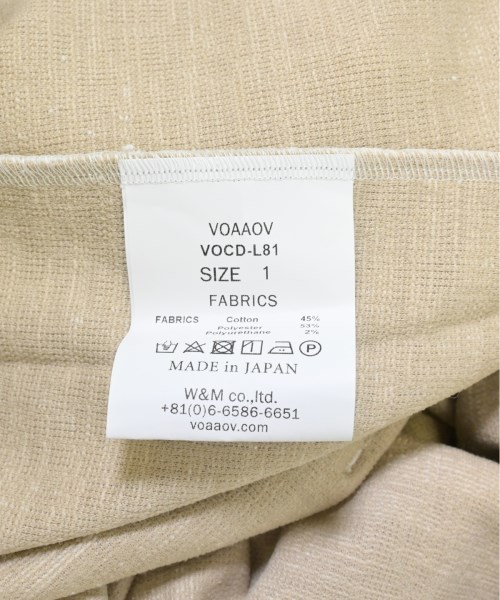 VOAAOV
VOCD-L81
SIZE 1
FABRICS
FABRICS Cotton 45%
Polyester 53%
Polyurethane 2%
MADE in JAPAN
W&M co.,ltd.
+81(0)6-6586-6651
voaaov.com